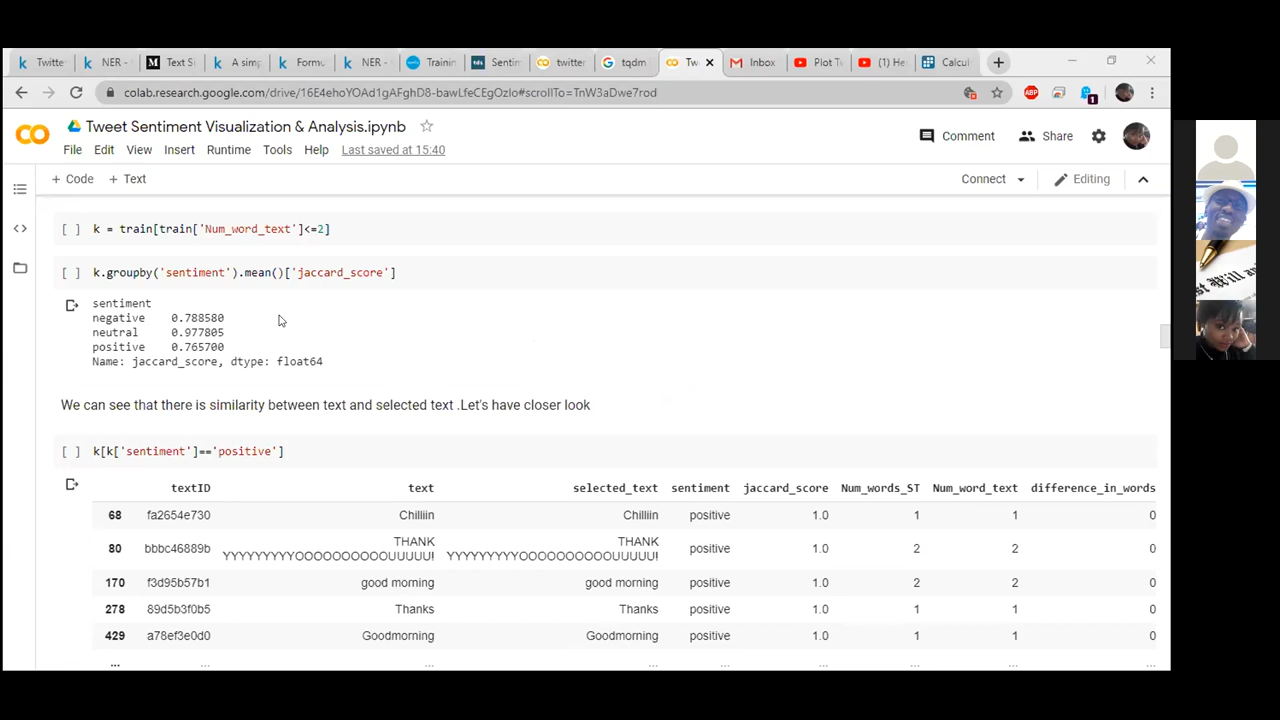 Twitter NER - Text S A simp Formu NER - Trainin Sentin twitter tqdm Tw Inbox Plot T (1) He Calcul
colab.research.google.com/drive/16E4ehoYOAd1gAFghD8-bawLfeCEgOzlo#scrollTo=TnW3aDwe7rod
ABP
1
Tweet Sentiment Visualization & Analysis.ipynb
Comment Share
File Edit View Insert Runtime Tools Help Last saved at 15:40
+ Code + Text Connect Editing
[ ] k = train[train['Num_word_text']<=2]
[ ] k.groupby('sentiment').mean()['jaccard_score']
sentiment
negative 0.788580
neutral 0.977805
positive 0.765700
Name: jaccard_score, dtype: float64
We can see that there is similarity between text and selected text .Let's have closer look
[ ] k[k['sentiment']=='positive']
textID text selected_text sentiment jaccard_score Num_words_ST Num_word_text difference_in_words
68 fa2654e730 Chilliin Chilliin positive 1.0 1 1 0
80 bbbc46889b THANK YYYYYYYYYOOOOOOOOOOUUUUU! THANK YYYYYYYYYOOOOOOOOOOUUUUU! positive 1.0 2 2 0
170 f3d95b57b1 good morning good morning positive 1.0 2 2 0
278 89d5b3f0b5 Thanks Thanks positive 1.0 1 1 0
429 a78ef3e0d0 Goodmorning Goodmorning positive 1.0 1 1 0
... ... ... ... ... ... ... ... ...